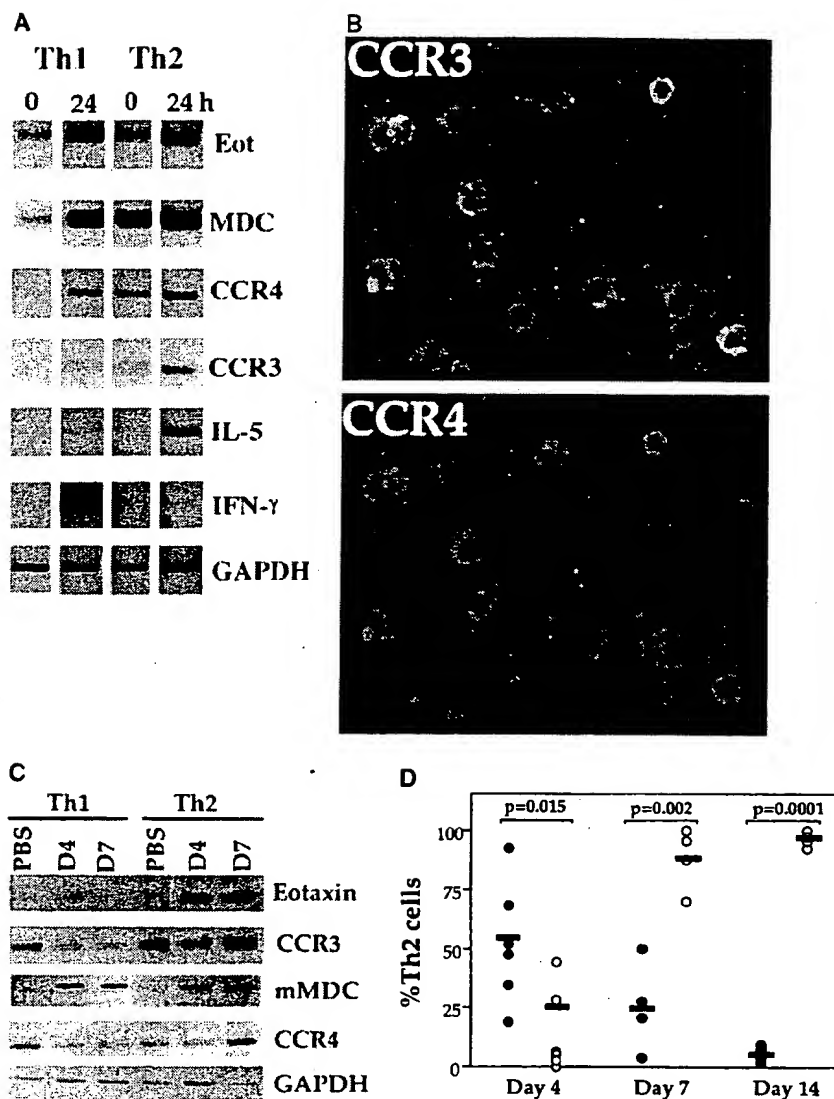 A
Th1 Th2
0 24 0 24 h
Eot
MDC
CCR4
CCR3
IL-5
IFN-γ
GAPDH
B
CCR3
CCR4
C
Th1 Th2
PBS D4 D7 PBS D4 D7
Eotaxin
CCR3
mMDC
CCR4
GAPDH
D
p=0.015 p=0.002 p=0.0001
100
75
50
25
0
%Th2 cells
Day 4 Day 7 Day 14